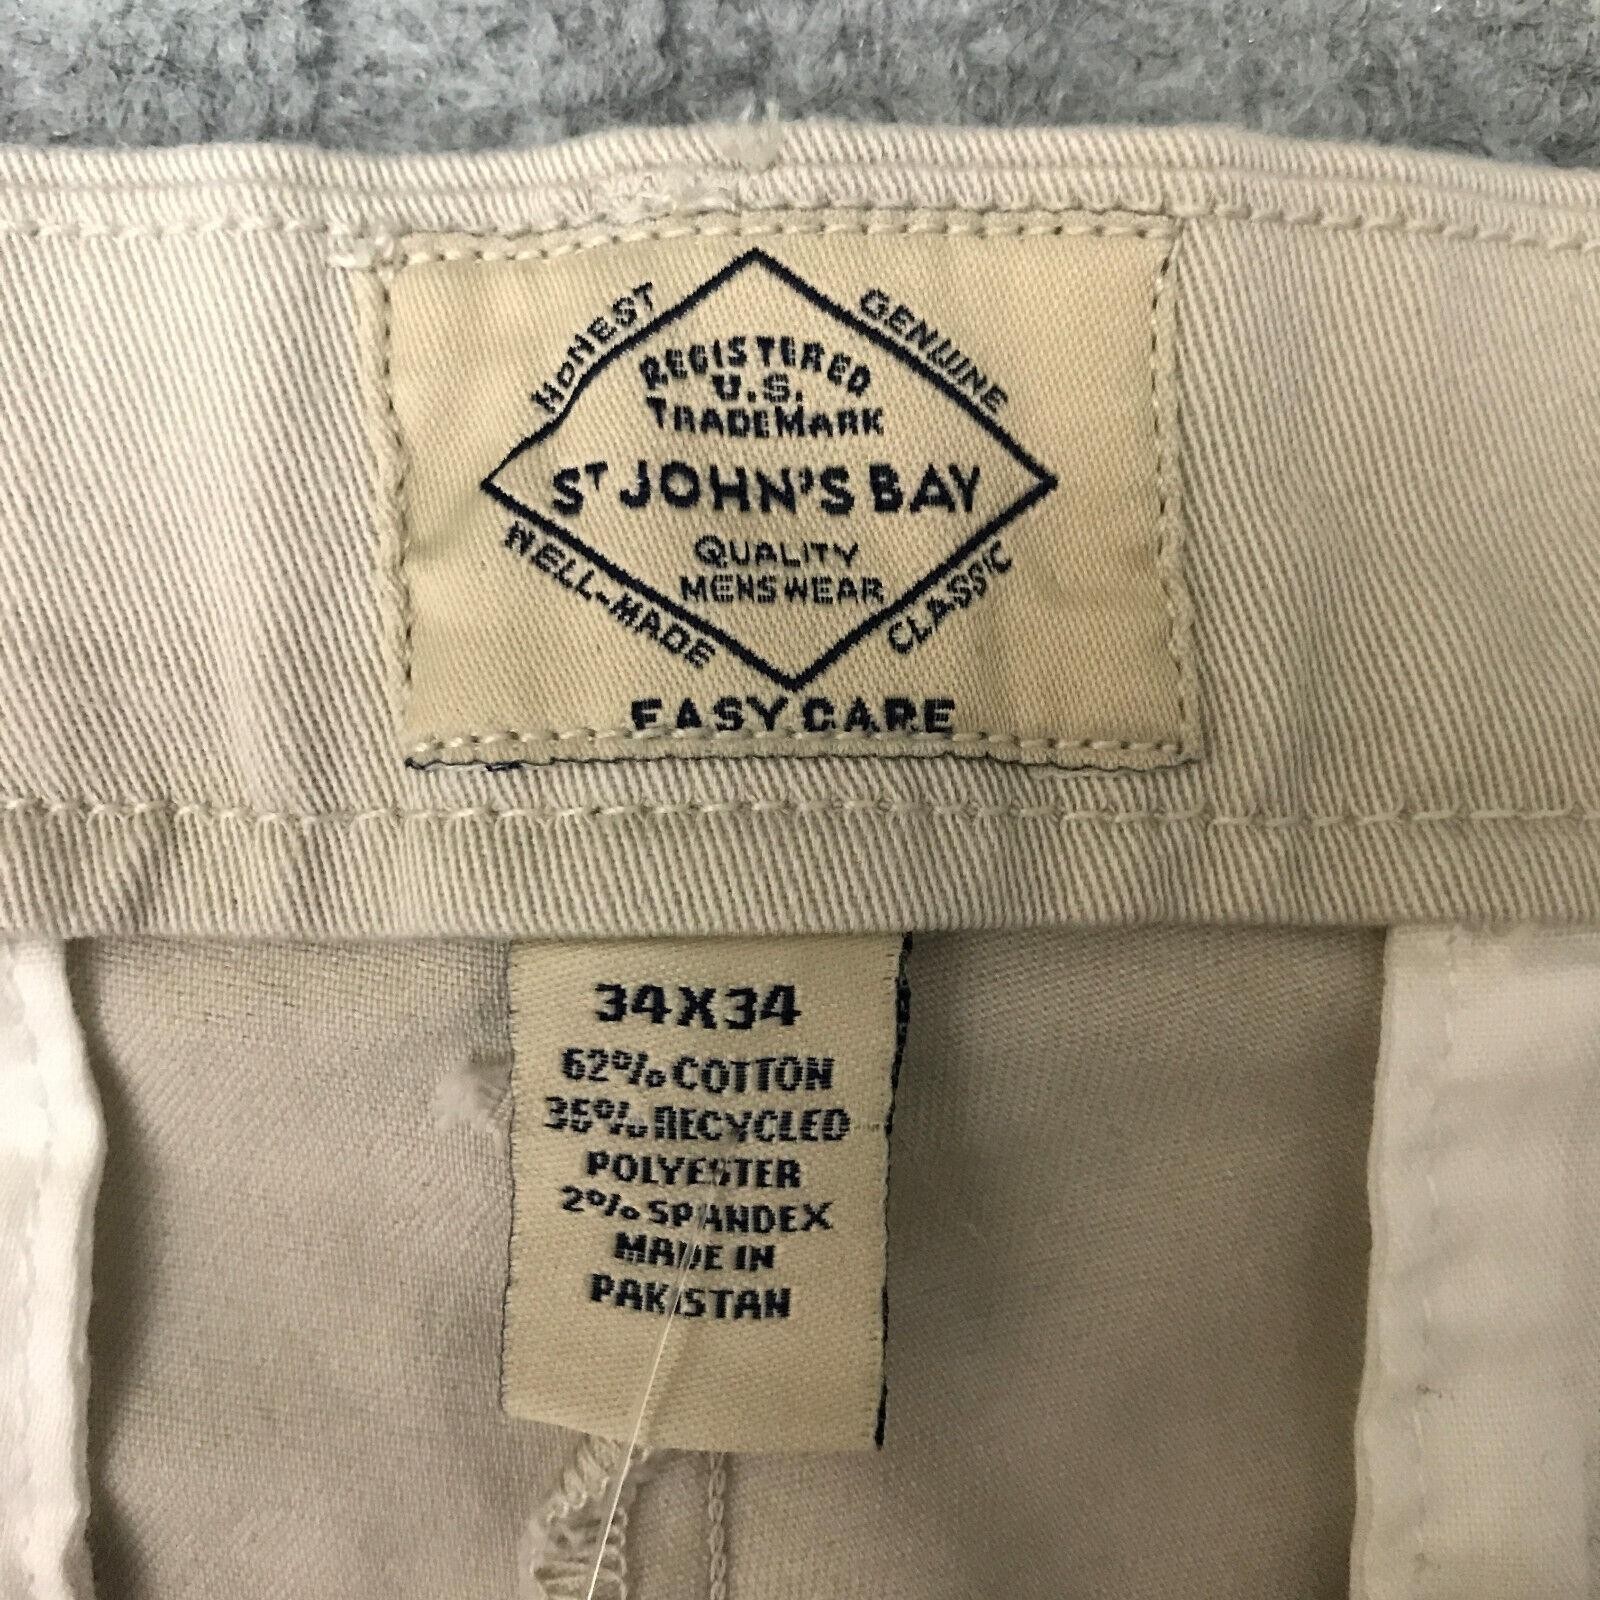 HONEST
GENUINE
REGISTERED
U.S.
TRADEMARK
ST JOHN'S BAY
QUALITY
MENSWEAR
WELL-MADE
CLASSIC
EASY CARE
34X34
62% COTTON
36% RECYCLED
POLYESTER
2% SPANDEX
MADE IN
PAKISTAN